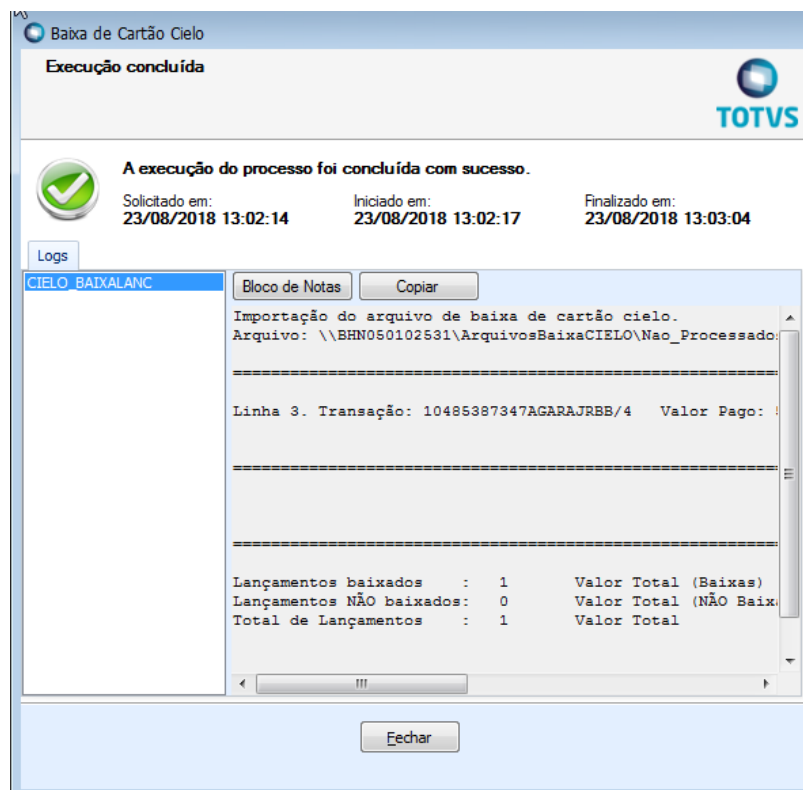 Baixa de Cartão Cielo
Execução concluída
TOTVS
A execução do processo foi concluída com sucesso.
Solicitado em: Iniciado em: Finalizado em:
23/08/2018 13:02:14 23/08/2018 13:02:17 23/08/2018 13:03:04
Logs
CIELO_BAIXALANC
Bloco de Notas Copiar
Importação do arquivo de baixa de cartão cielo.
Arquivo: \\BHN050102531\ArquivosBaixaCIELO\Nao_Processado
==========================================================
Linha 3. Transação: 10485387347AGARAJRBB/4 Valor Pago:
==========================================================
==========================================================
Lançamentos baixados : 1 Valor Total (Baixas)
Lançamentos NÃO baixados: 0 Valor Total (NÃO Baix
Total de Lançamentos : 1 Valor Total
Fechar